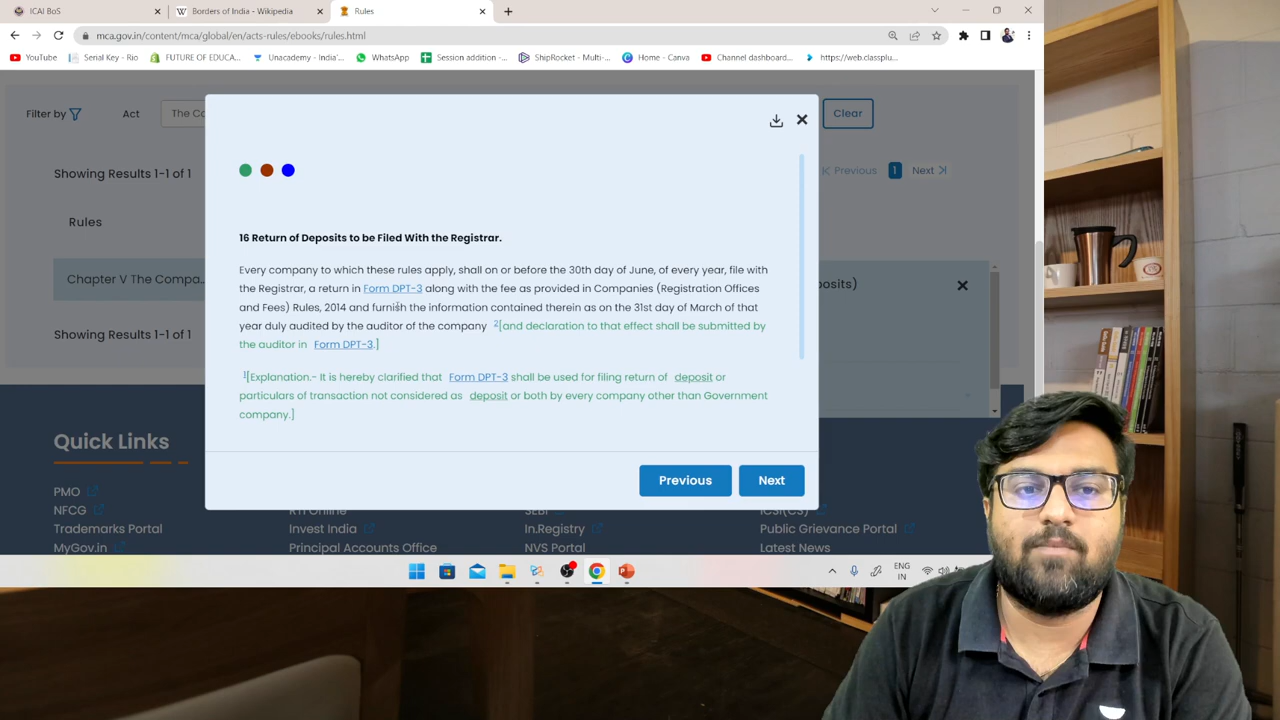 ICAI BoS
Borders of India - Wikipedia
Rules
mca.gov.in/content/mca/global/en/acts-rules/ebooks/rules.html
YouTube
Serial Key - Rio
FUTURE OF EDUCA...
Unacademy - India'...
WhatsApp
Session addition -...
ShipRocket - Multi-...
Home - Canva
Channel dashboard...
https://web.classplu...
Filter by
Act
The Co
Clear
Showing Results 1-1 of 1
Previous
1
Next
Rules
Chapter V The Compa...
osits)
Showing Results 1-1 of 1
16 Return of Deposits to be Filed With the Registrar.
Every company to which these rules apply, shall on or before the 30th day of June, of every year, file with
the Registrar, a return in Form DPT-3 along with the fee as provided in Companies (Registration Offices
and Fees) Rules, 2014 and furnish the information contained therein as on the 31st day of March of that
year duly audited by the auditor of the company 2[and declaration to that effect shall be submitted by
the auditor in Form DPT-3.]
1[Explanation.- It is hereby clarified that Form DPT-3 shall be used for filing return of deposit or
particulars of transaction not considered as deposit or both by every company other than Government
company.]
Previous
Next
Quick Links
PMO
NFCG
RTI Online
SEBI
ICSI(CS)
Trademarks Portal
Invest India
In.Registry
Public Grievance Portal
MyGov.in
Principal Accounts Office
NVS Portal
Latest News
ENG
IN